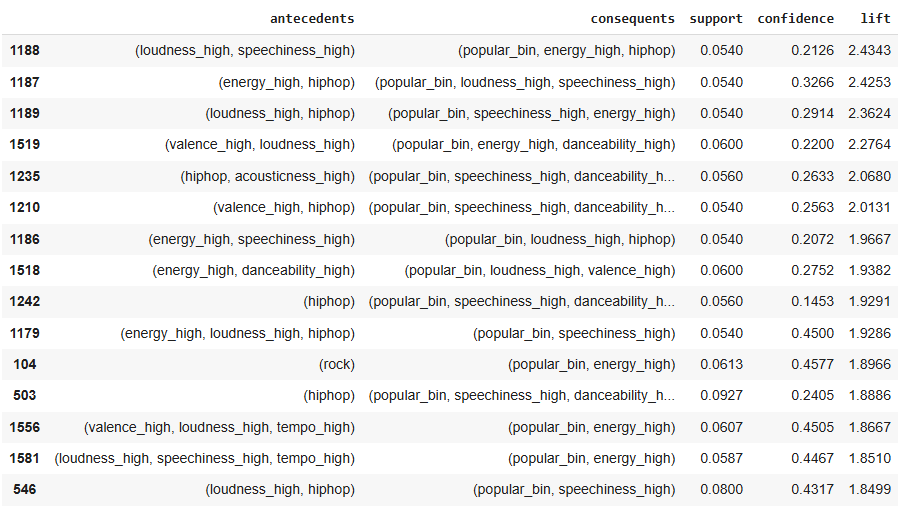 antecedents consequents support confidence lift
1188 (loudness_high, speechiness_high) (popular_bin, energy_high, hiphop) 0.0540 0.2126 2.4343
1187 (energy_high, hiphop) (popular_bin, loudness_high, speechiness_high) 0.0540 0.3266 2.4253
1189 (loudness_high, hiphop) (popular_bin, speechiness_high, energy_high) 0.0540 0.2914 2.3624
1519 (valence_high, loudness_high) (popular_bin, energy_high, danceability_high) 0.0600 0.2200 2.2764
1235 (hiphop, acousticness_high) (popular_bin, speechiness_high, danceability_h... 0.0560 0.2633 2.0680
1210 (valence_high, hiphop) (popular_bin, speechiness_high, danceability_h... 0.0540 0.2563 2.0131
1186 (energy_high, speechiness_high) (popular_bin, loudness_high, hiphop) 0.0540 0.2072 1.9667
1518 (energy_high, danceability_high) (popular_bin, loudness_high, valence_high) 0.0600 0.2752 1.9382
1242 (hiphop) (popular_bin, speechiness_high, danceability_h... 0.0560 0.1453 1.9291
1179 (energy_high, loudness_high, hiphop) (popular_bin, speechiness_high) 0.0540 0.4500 1.9286
104 (rock) (popular_bin, energy_high) 0.0613 0.4577 1.8966
503 (hiphop) (popular_bin, speechiness_high, danceability_h... 0.0927 0.2405 1.8886
1556 (valence_high, loudness_high, tempo_high) (popular_bin, energy_high) 0.0607 0.4505 1.8667
1581 (loudness_high, speechiness_high, tempo_high) (popular_bin, energy_high) 0.0587 0.4467 1.8510
546 (loudness_high, hiphop) (popular_bin, speechiness_high) 0.0800 0.4317 1.8499